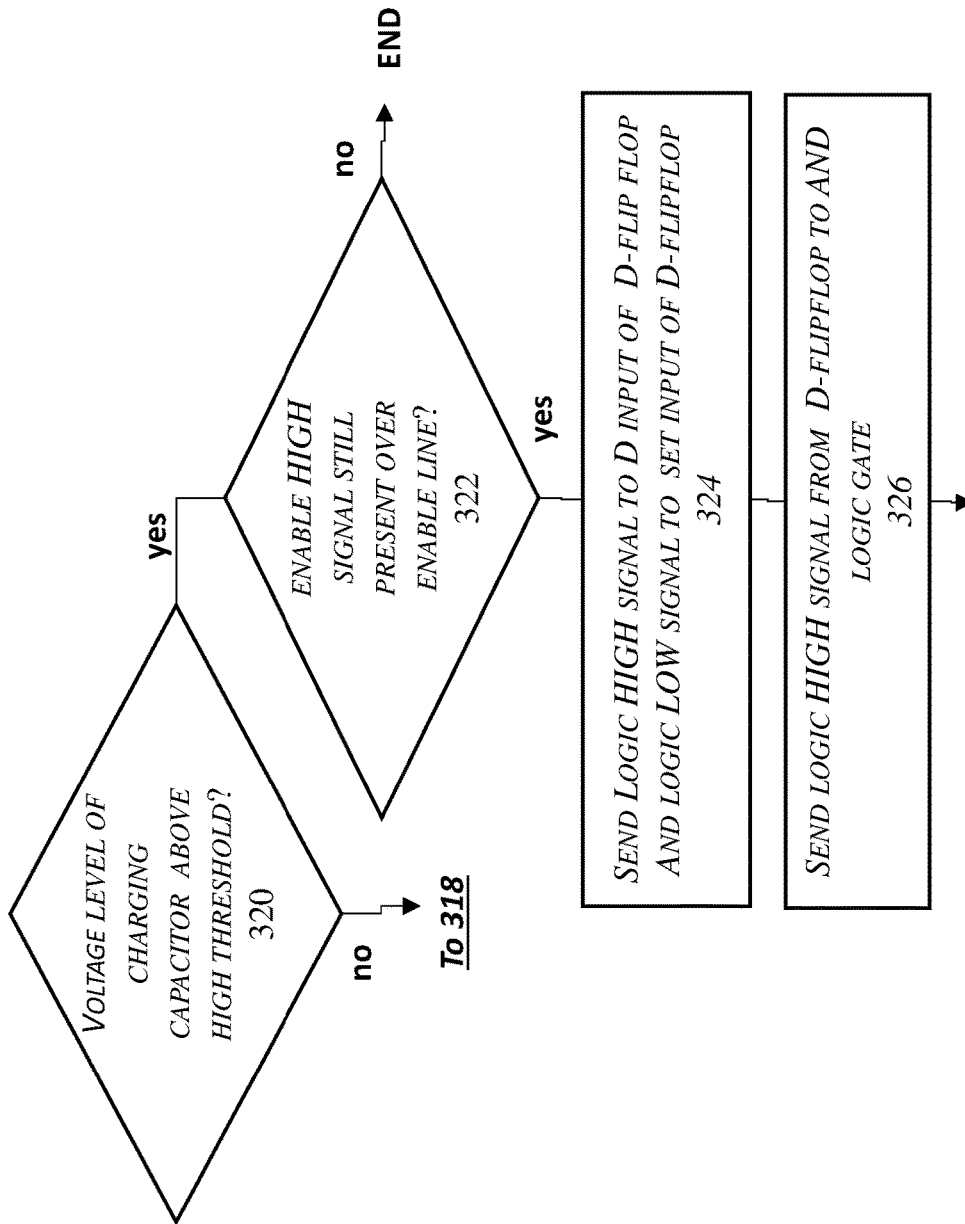 VOLTAGE LEVEL OF
CHARGING
CAPACITOR ABOVE
HIGH THRESHOLD?
320
yes
no
To 318
ENABLE HIGH
SIGNAL STILL
PRESENT OVER
ENABLE LINE?
322
no
END
yes
SEND LOGIC HIGH SIGNAL TO D INPUT OF D-FLIP FLOP
AND LOGIC LOW SIGNAL TO SET INPUT OF D-FLIPFLOP
324
SEND LOGIC HIGH SIGNAL FROM D-FLIPFLOP TO AND
LOGIC GATE
326